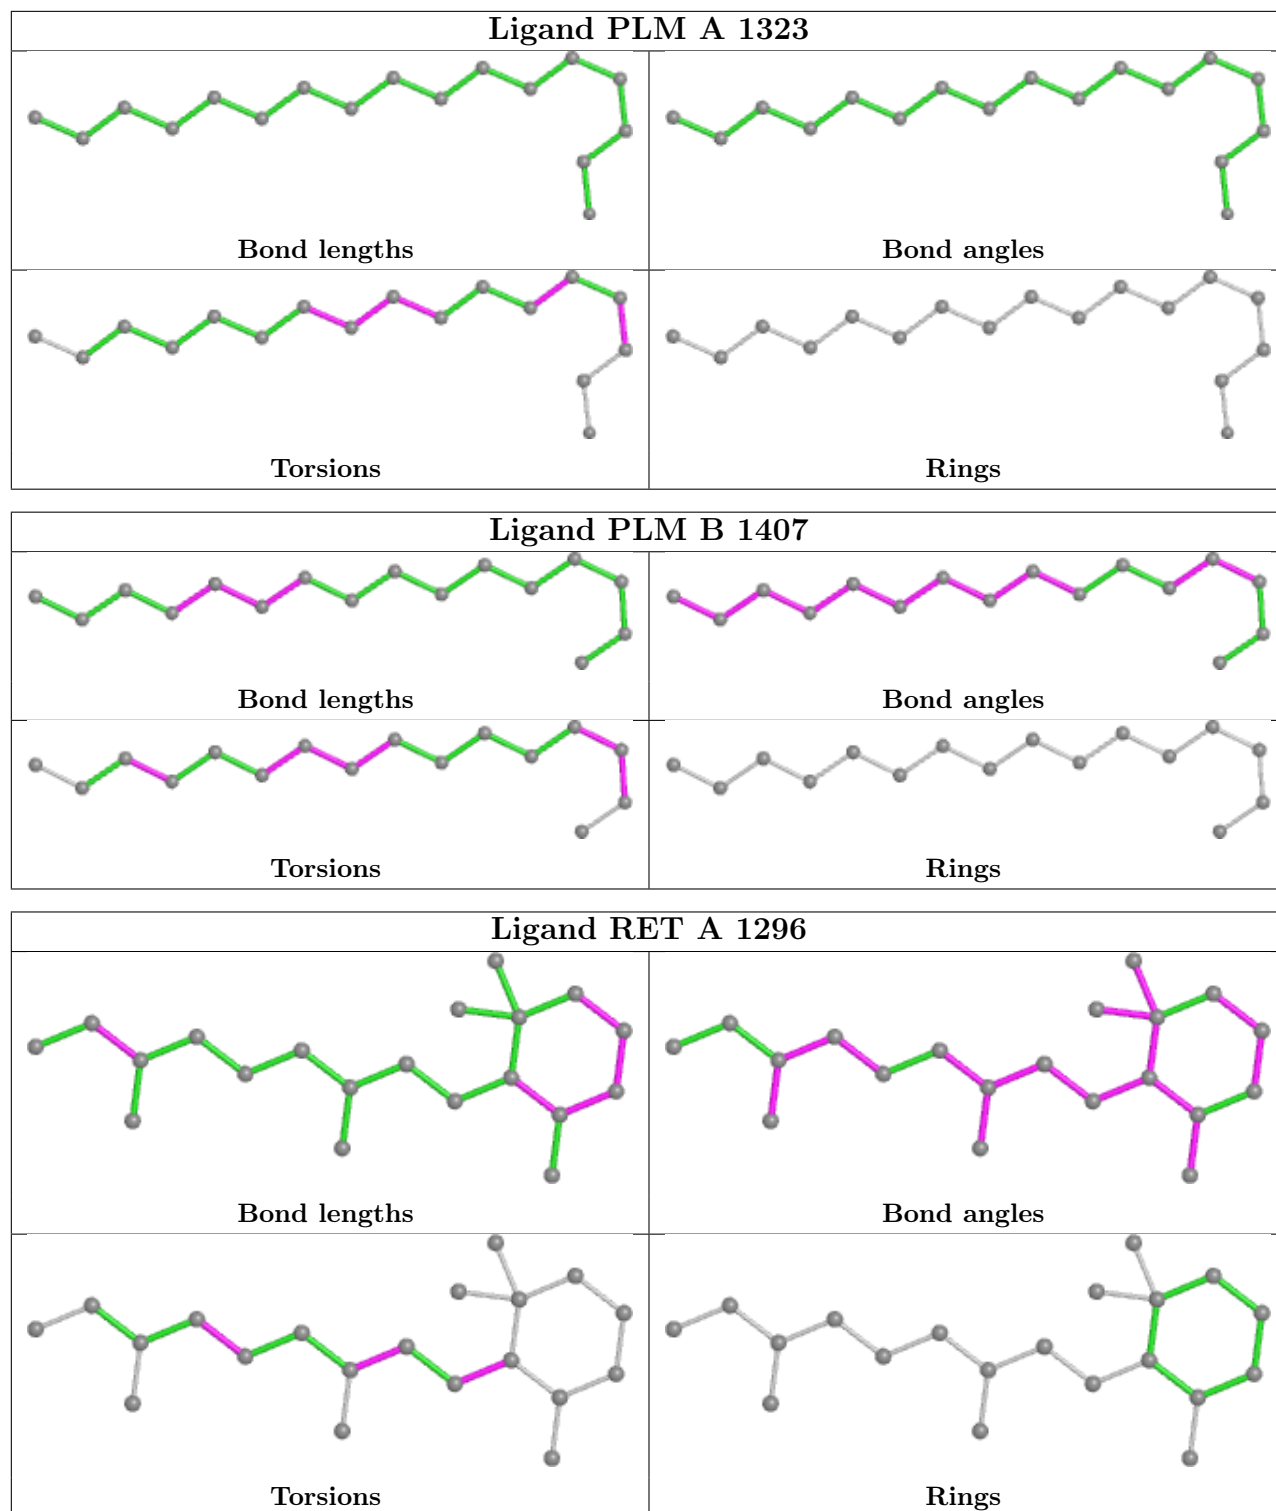 Ligand PLM A 1323
Bond lengths
Bond angles
Torsions
Rings
Ligand PLM B 1407
Bond lengths
Bond angles
Torsions
Rings
Ligand RET A 1296
Bond lengths
Bond angles
Torsions
Rings